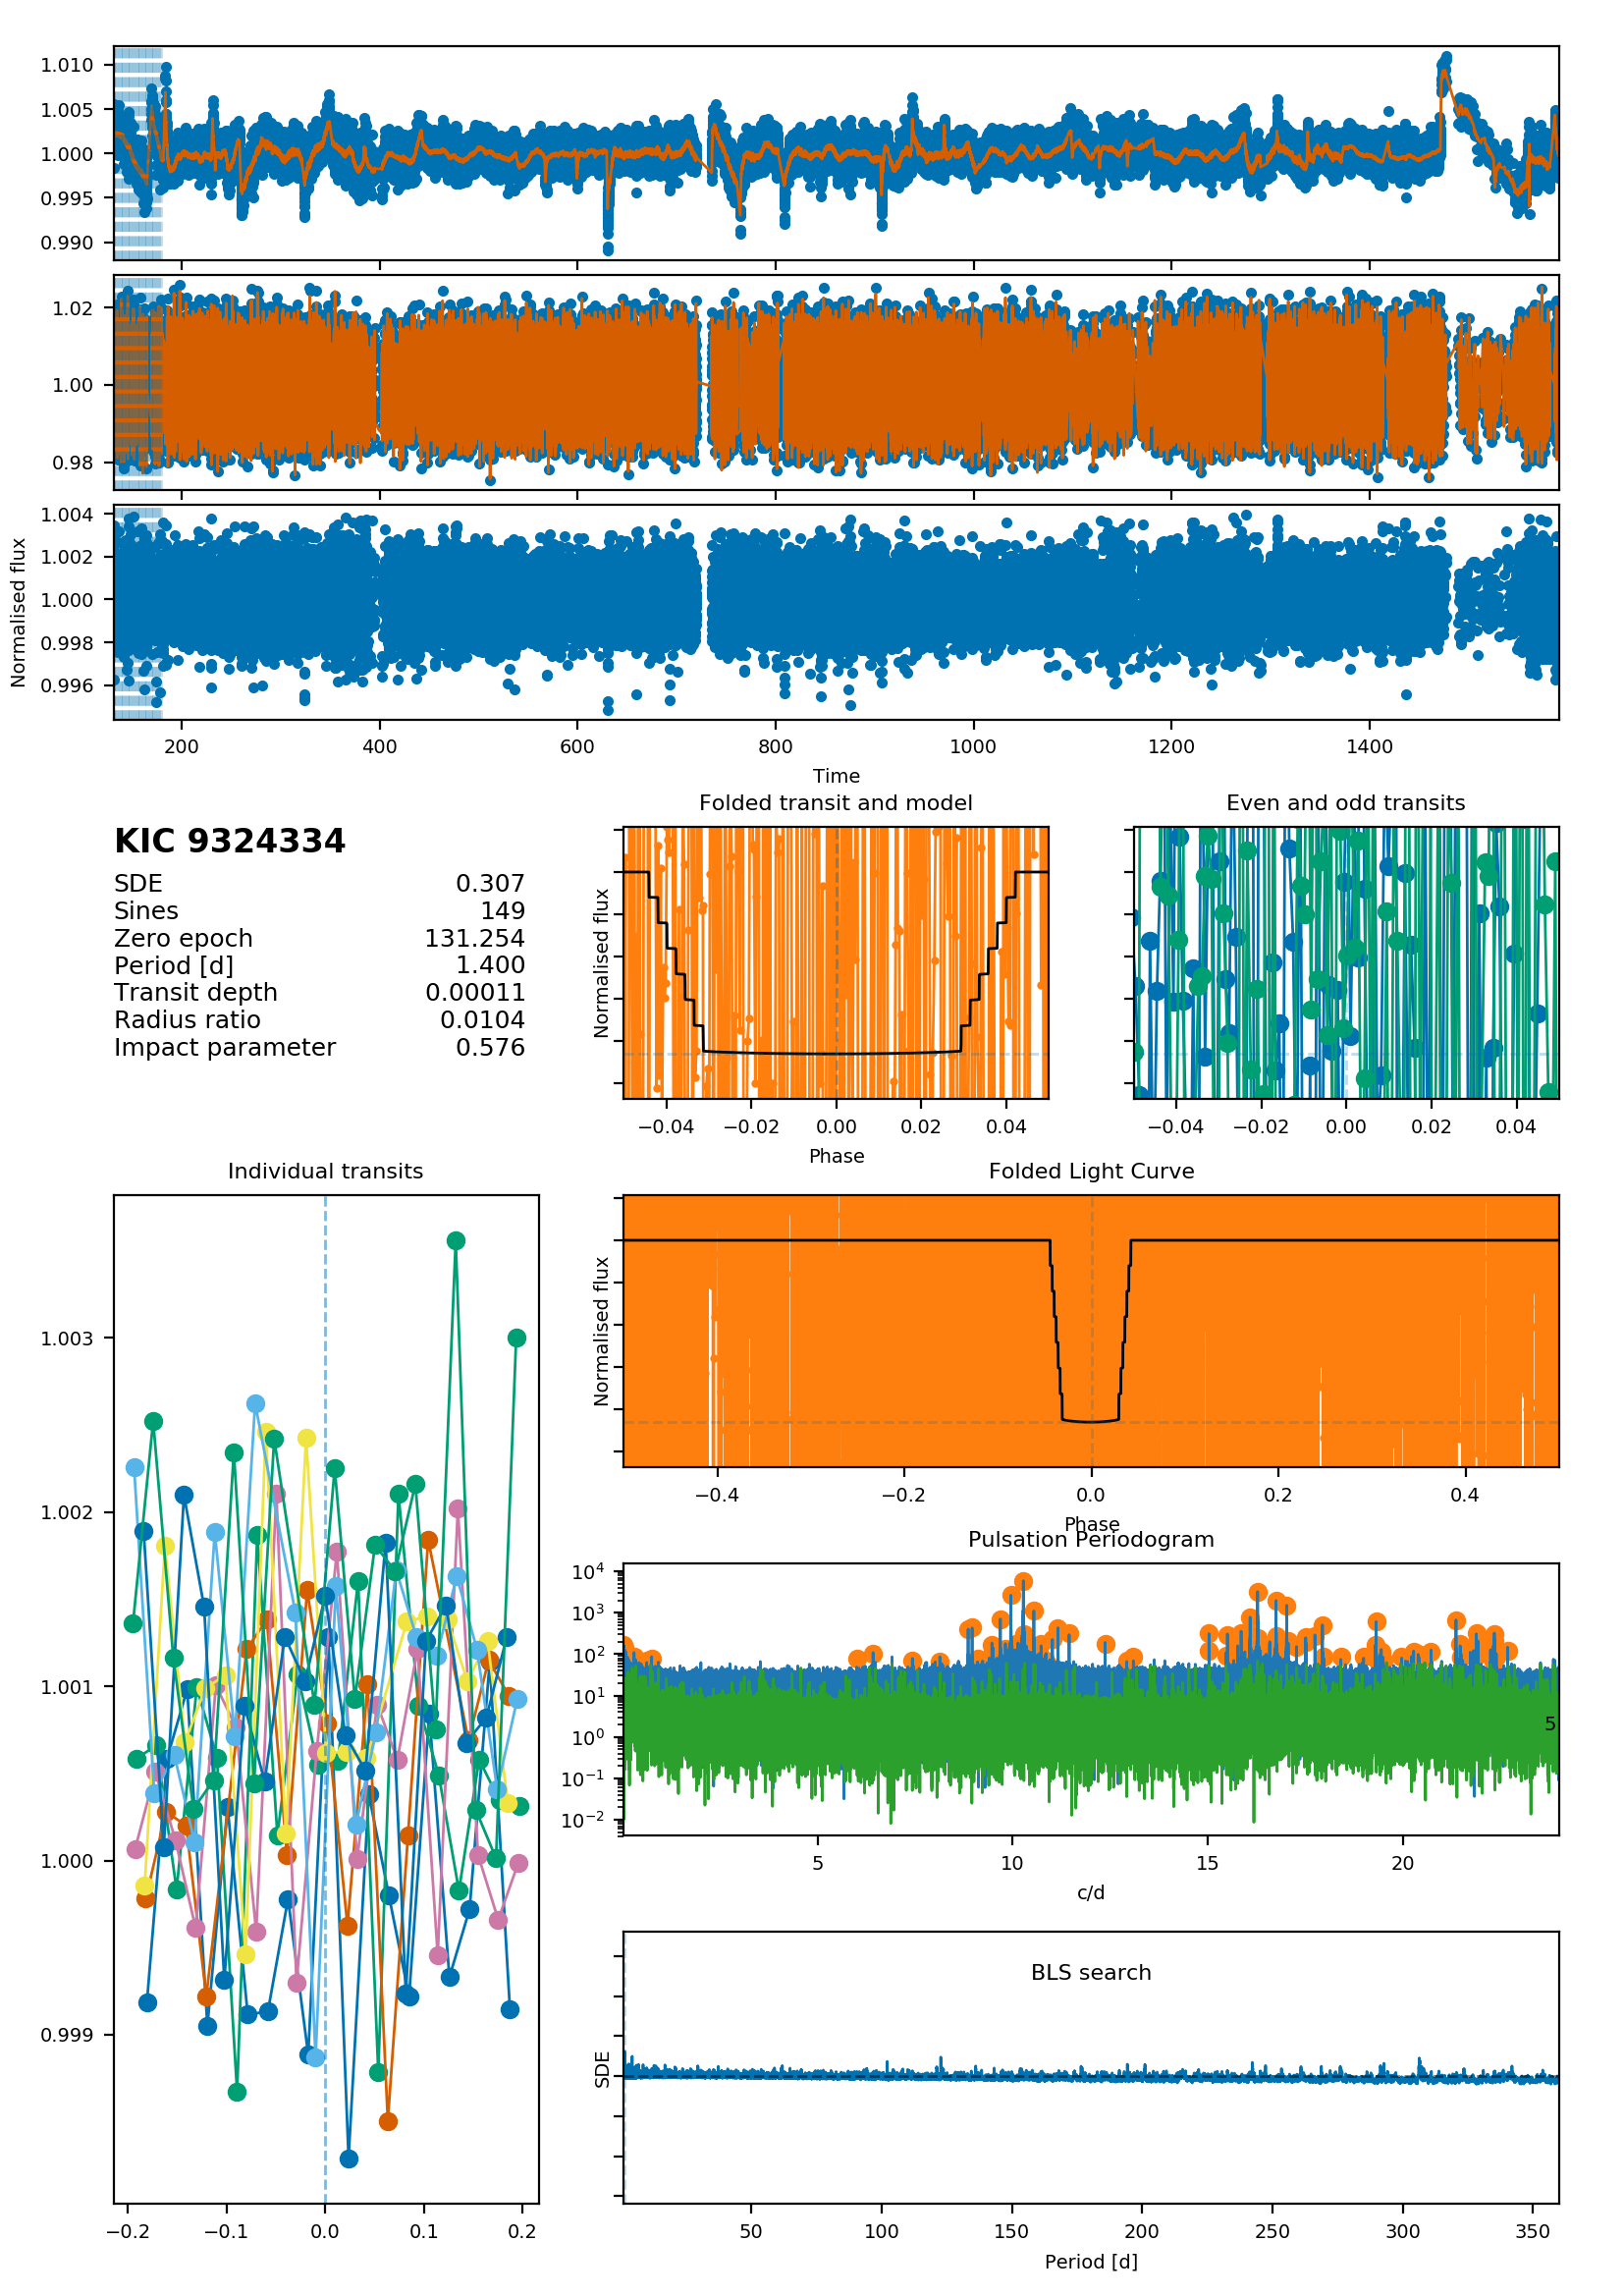 1.010
1.005
1.000
0.995
0.990
1.02
1.00
0.98
1.004
1.002
1.000
0.998
0.996
Normalised flux
200 400 600 800 1000 1200 1400
Time
KIC 9324334
SDE 0.307
Sines 149
Zero epoch 131.254
Period [d] 1.400
Transit depth 0.00011
Radius ratio 0.0104
Impact parameter 0.576
Folded transit and model
Normalised flux
−0.04 −0.02 0.00 0.02 0.04
Phase
Even and odd transits
−0.04 −0.02 0.00 0.02 0.04
Individual transits
1.003
1.002
1.001
1.000
0.999
−0.2 −0.1 0.0 0.1 0.2
Folded Light Curve
Normalised flux
−0.4 −0.2 0.0 0.2 0.4
Phase
Pulsation Periodogram
10⁴
10³
10²
10¹
10⁰
10⁻¹
10⁻²
5
5 10 15 20
c/d
BLS search
SDE
50 100 150 200 250 300 350
Period [d]